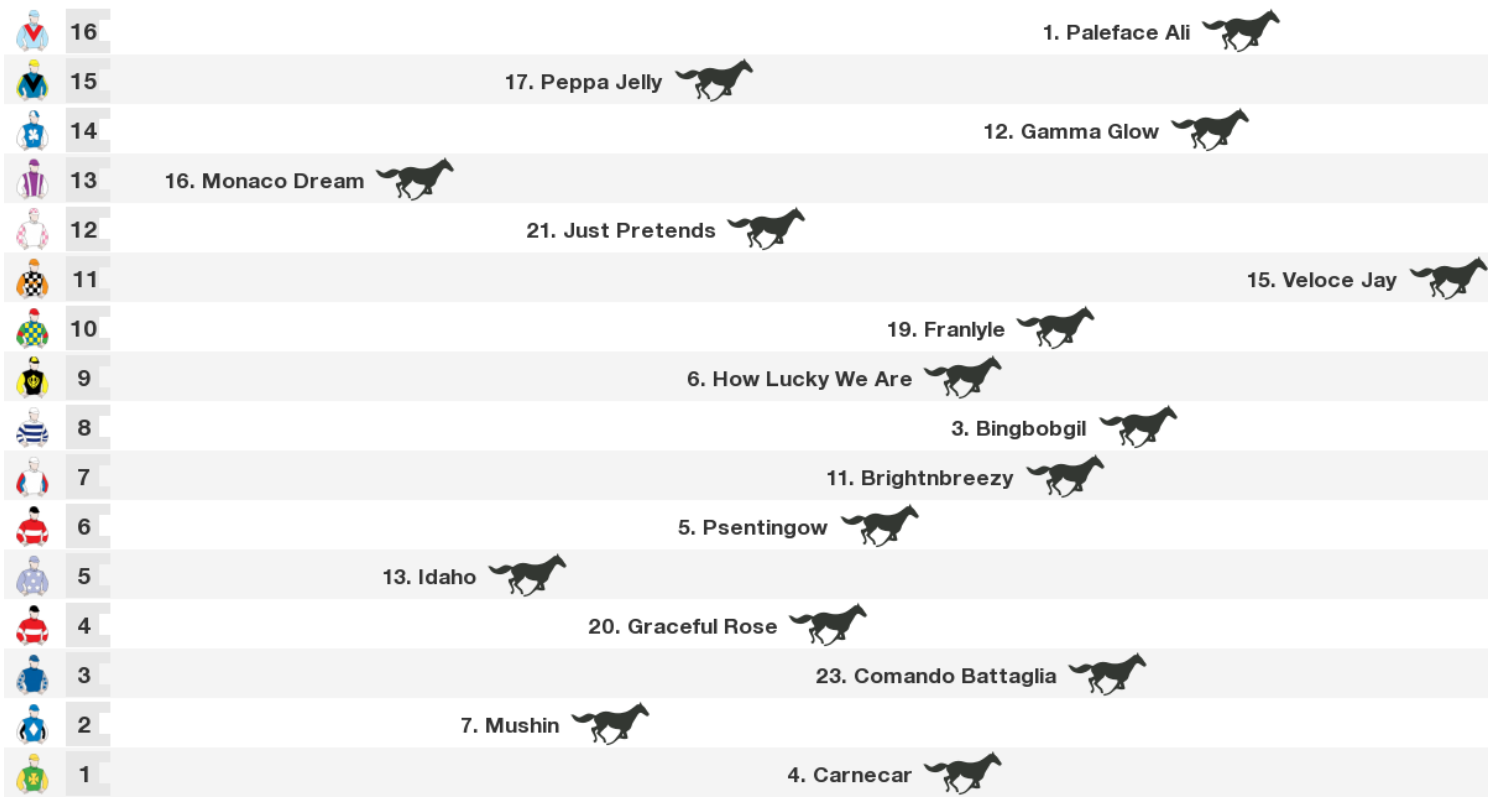 16 1. Paleface Ali
15 17. Peppa Jelly
14 12. Gamma Glow
13 16. Monaco Dream
12 21. Just Pretends
11 15. Veloce Jay
10 19. Franlyle
9 6. How Lucky We Are
8 3. Bingbobgil
7 11. Brightnbreezy
6 5. Psentingow
5 13. Idaho
4 20. Graceful Rose
3 23. Comando Battaglia
2 7. Mushin
1 4. Carnecar